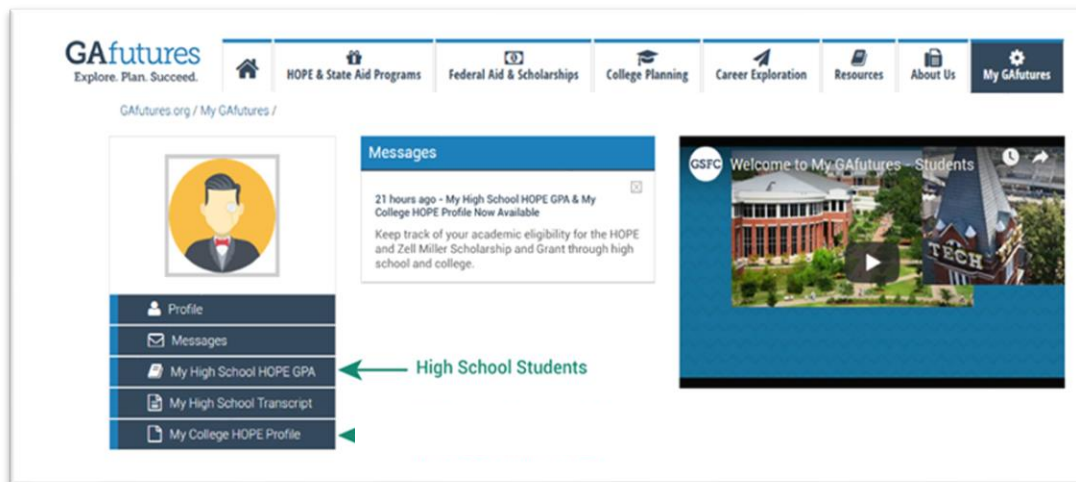 GAfutures
Explore. Plan. Succeed.
HOPE & State Aid Programs
Federal Aid & Scholarships
College Planning
Career Exploration
Resources
About Us
My GAfutures
GAfutures.org / My GAfutures /
Messages
21 hours ago - My High School HOPE GPA & My
College HOPE Profile Now Available
Keep track of your academic eligibility for the HOPE
and Zell Miller Scholarship and Grant through high
school and college.
GSFC
Welcome to My GAfutures - Students
TECH
Profile
Messages
My High School HOPE GPA
High School Students
My High School Transcript
My College HOPE Profile